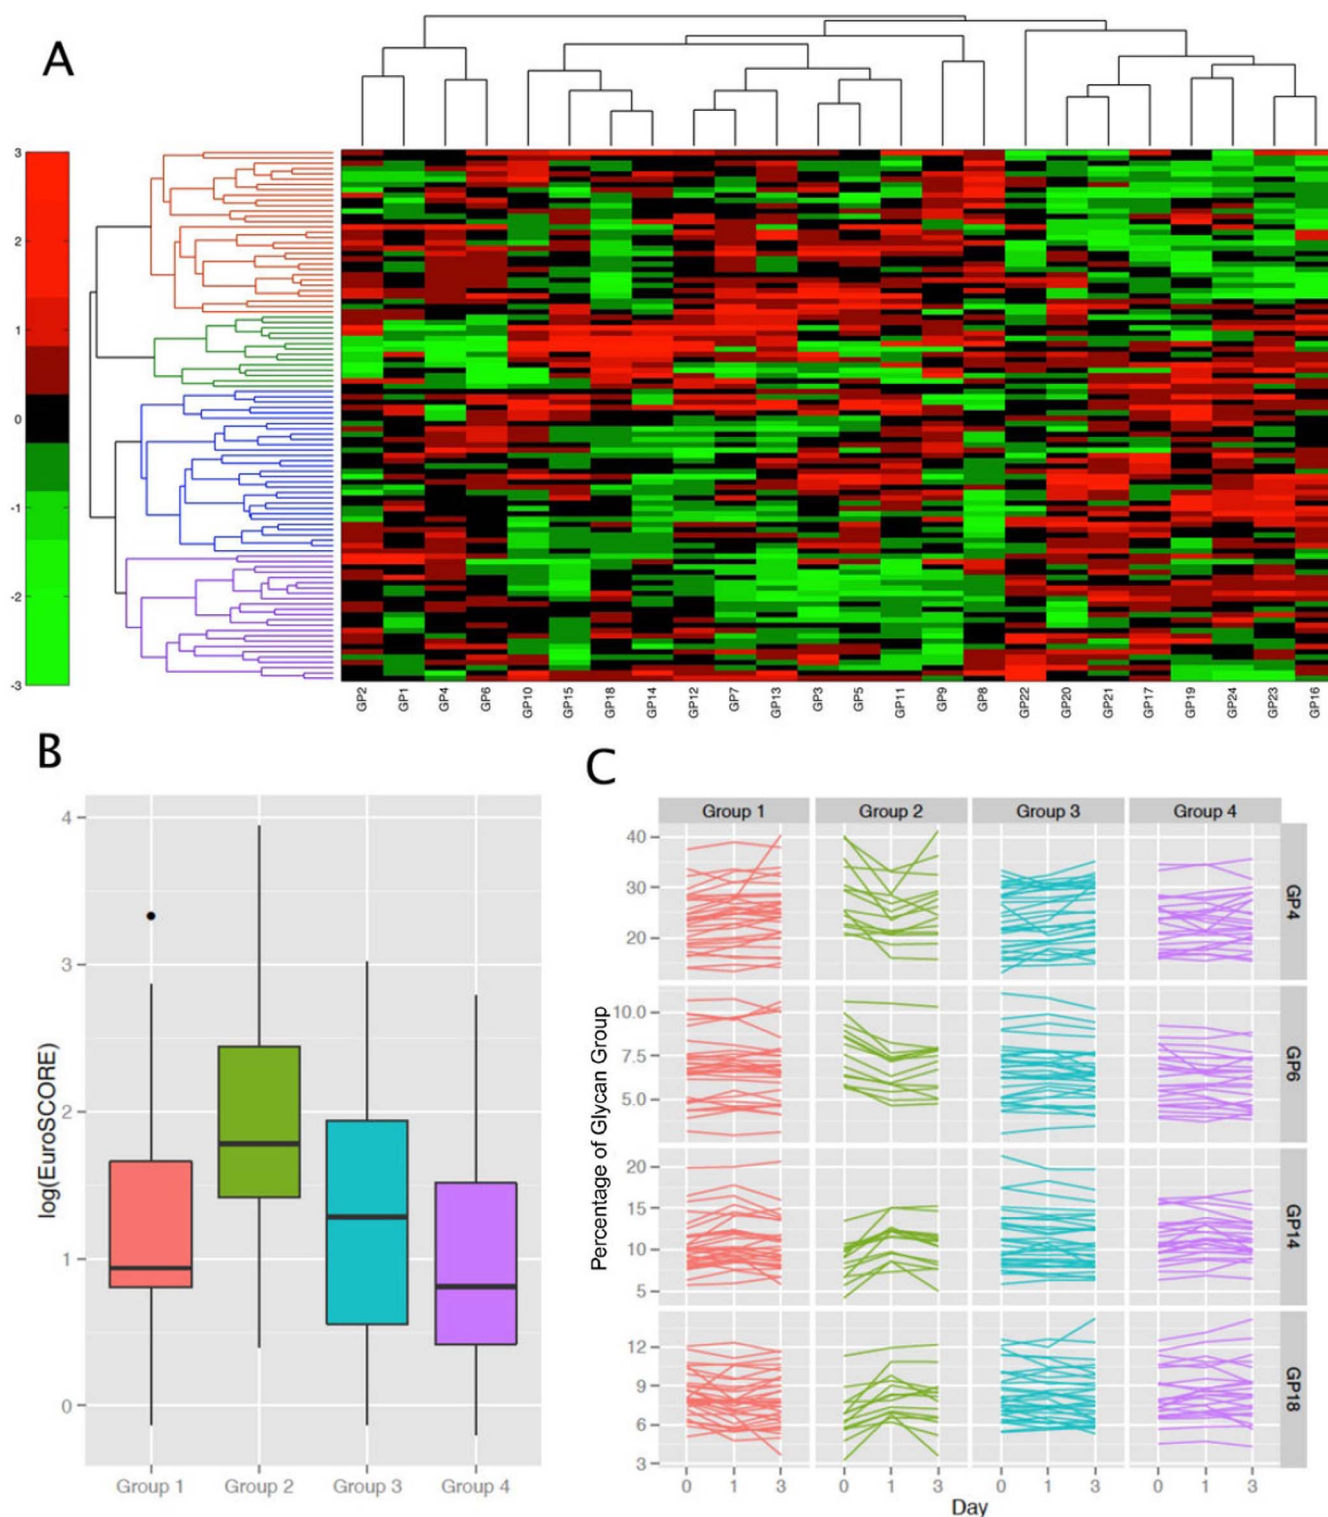 A
3
2
1
0
-1
-2
-3
GP2 GP1 GP4 GP6 GP10 GP15 GP18 GP14 GP12 GP7 GP13 GP3 GP5 GP11 GP9 GP8 GP22 GP20 GP21 GP17 GP19 GP24 GP23 GP16
B
log(EuroSCORE)
4
3
2
1
0
Group 1 Group 2 Group 3 Group 4
C
Percentage of Glycan Group
Group 1 Group 2 Group 3 Group 4
40
30
20
GP4
10.0
7.5
5.0
GP6
20
15
10
5
GP14
12
9
6
3
GP18
0 1 3 0 1 3 0 1 3 0 1 3
Day